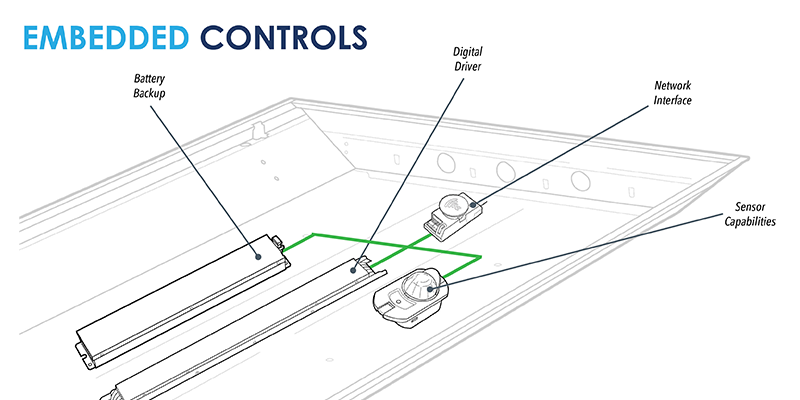 EMBEDDED CONTROLS
Digital
Driver
Battery
Backup
Network
Interface
Sensor
Capabilities